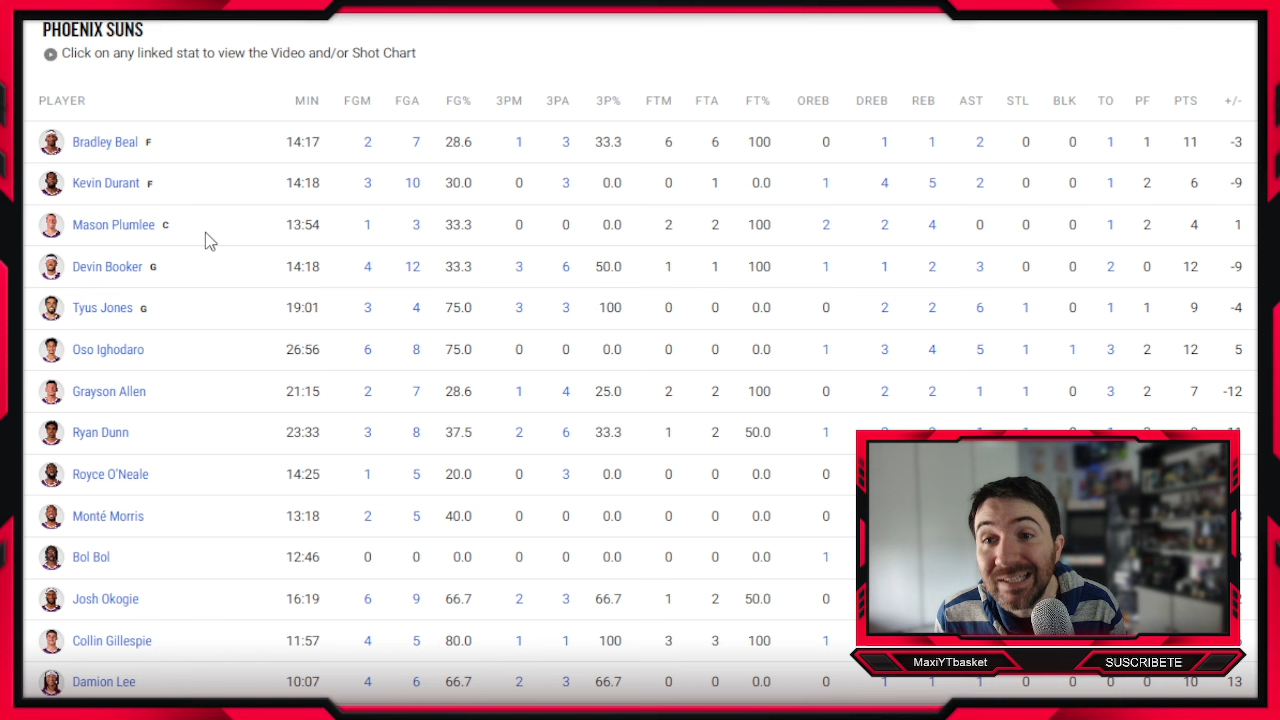 PHOENIX SUNS
Click on any linked stat to view the Video and/or Shot Chart
PLAYER MIN FGM FGA FG% 3PM 3PA 3P% FTM FTA FT% OREB DREB REB AST STL BLK TO PF PTS +/-
Bradley Beal F 14:17 2 7 28.6 1 3 33.3 6 6 100 0 1 1 2 0 0 1 1 11 -3
Kevin Durant F 14:18 3 10 30.0 0 3 0.0 0 1 0.0 1 4 5 2 0 0 1 2 6 -9
Mason Plumlee C 13:54 1 3 33.3 0 0 0.0 2 2 100 2 2 4 0 0 0 1 2 4 1
Devin Booker G 14:18 4 12 33.3 3 6 50.0 1 1 100 1 1 2 3 0 0 2 0 12 -9
Tyus Jones G 19:01 3 4 75.0 3 3 100 0 0 0.0 0 2 2 6 1 0 1 1 9 -4
Oso Ighodaro 26:56 6 8 75.0 0 0 0.0 0 0 0.0 1 3 4 5 1 1 3 2 12 5
Grayson Allen 21:15 2 7 28.6 1 4 25.0 2 2 100 0 2 2 1 1 0 3 2 7 -12
Ryan Dunn 23:33 3 8 37.5 2 6 33.3 1 2 50.0 1
Royce O'Neale 14:25 1 5 20.0 0 3 0.0 0 0 0.0 0
Monté Morris 13:18 2 5 40.0 0 0 0.0 0 0 0.0 0
Bol Bol 12:46 0 0 0.0 0 0 0.0 0 0 0.0 1
Josh Okogie 16:19 6 9 66.7 2 3 66.7 1 2 50.0 0
Collin Gillespie 11:57 4 5 80.0 1 1 100 3 3 100 1
MaxiYTbasket SUSCRIBETE
Damion Lee 10:07 4 6 66.7 2 3 66.7 0 0 0.0 0 1 1 1 0 0 0 0 10 13